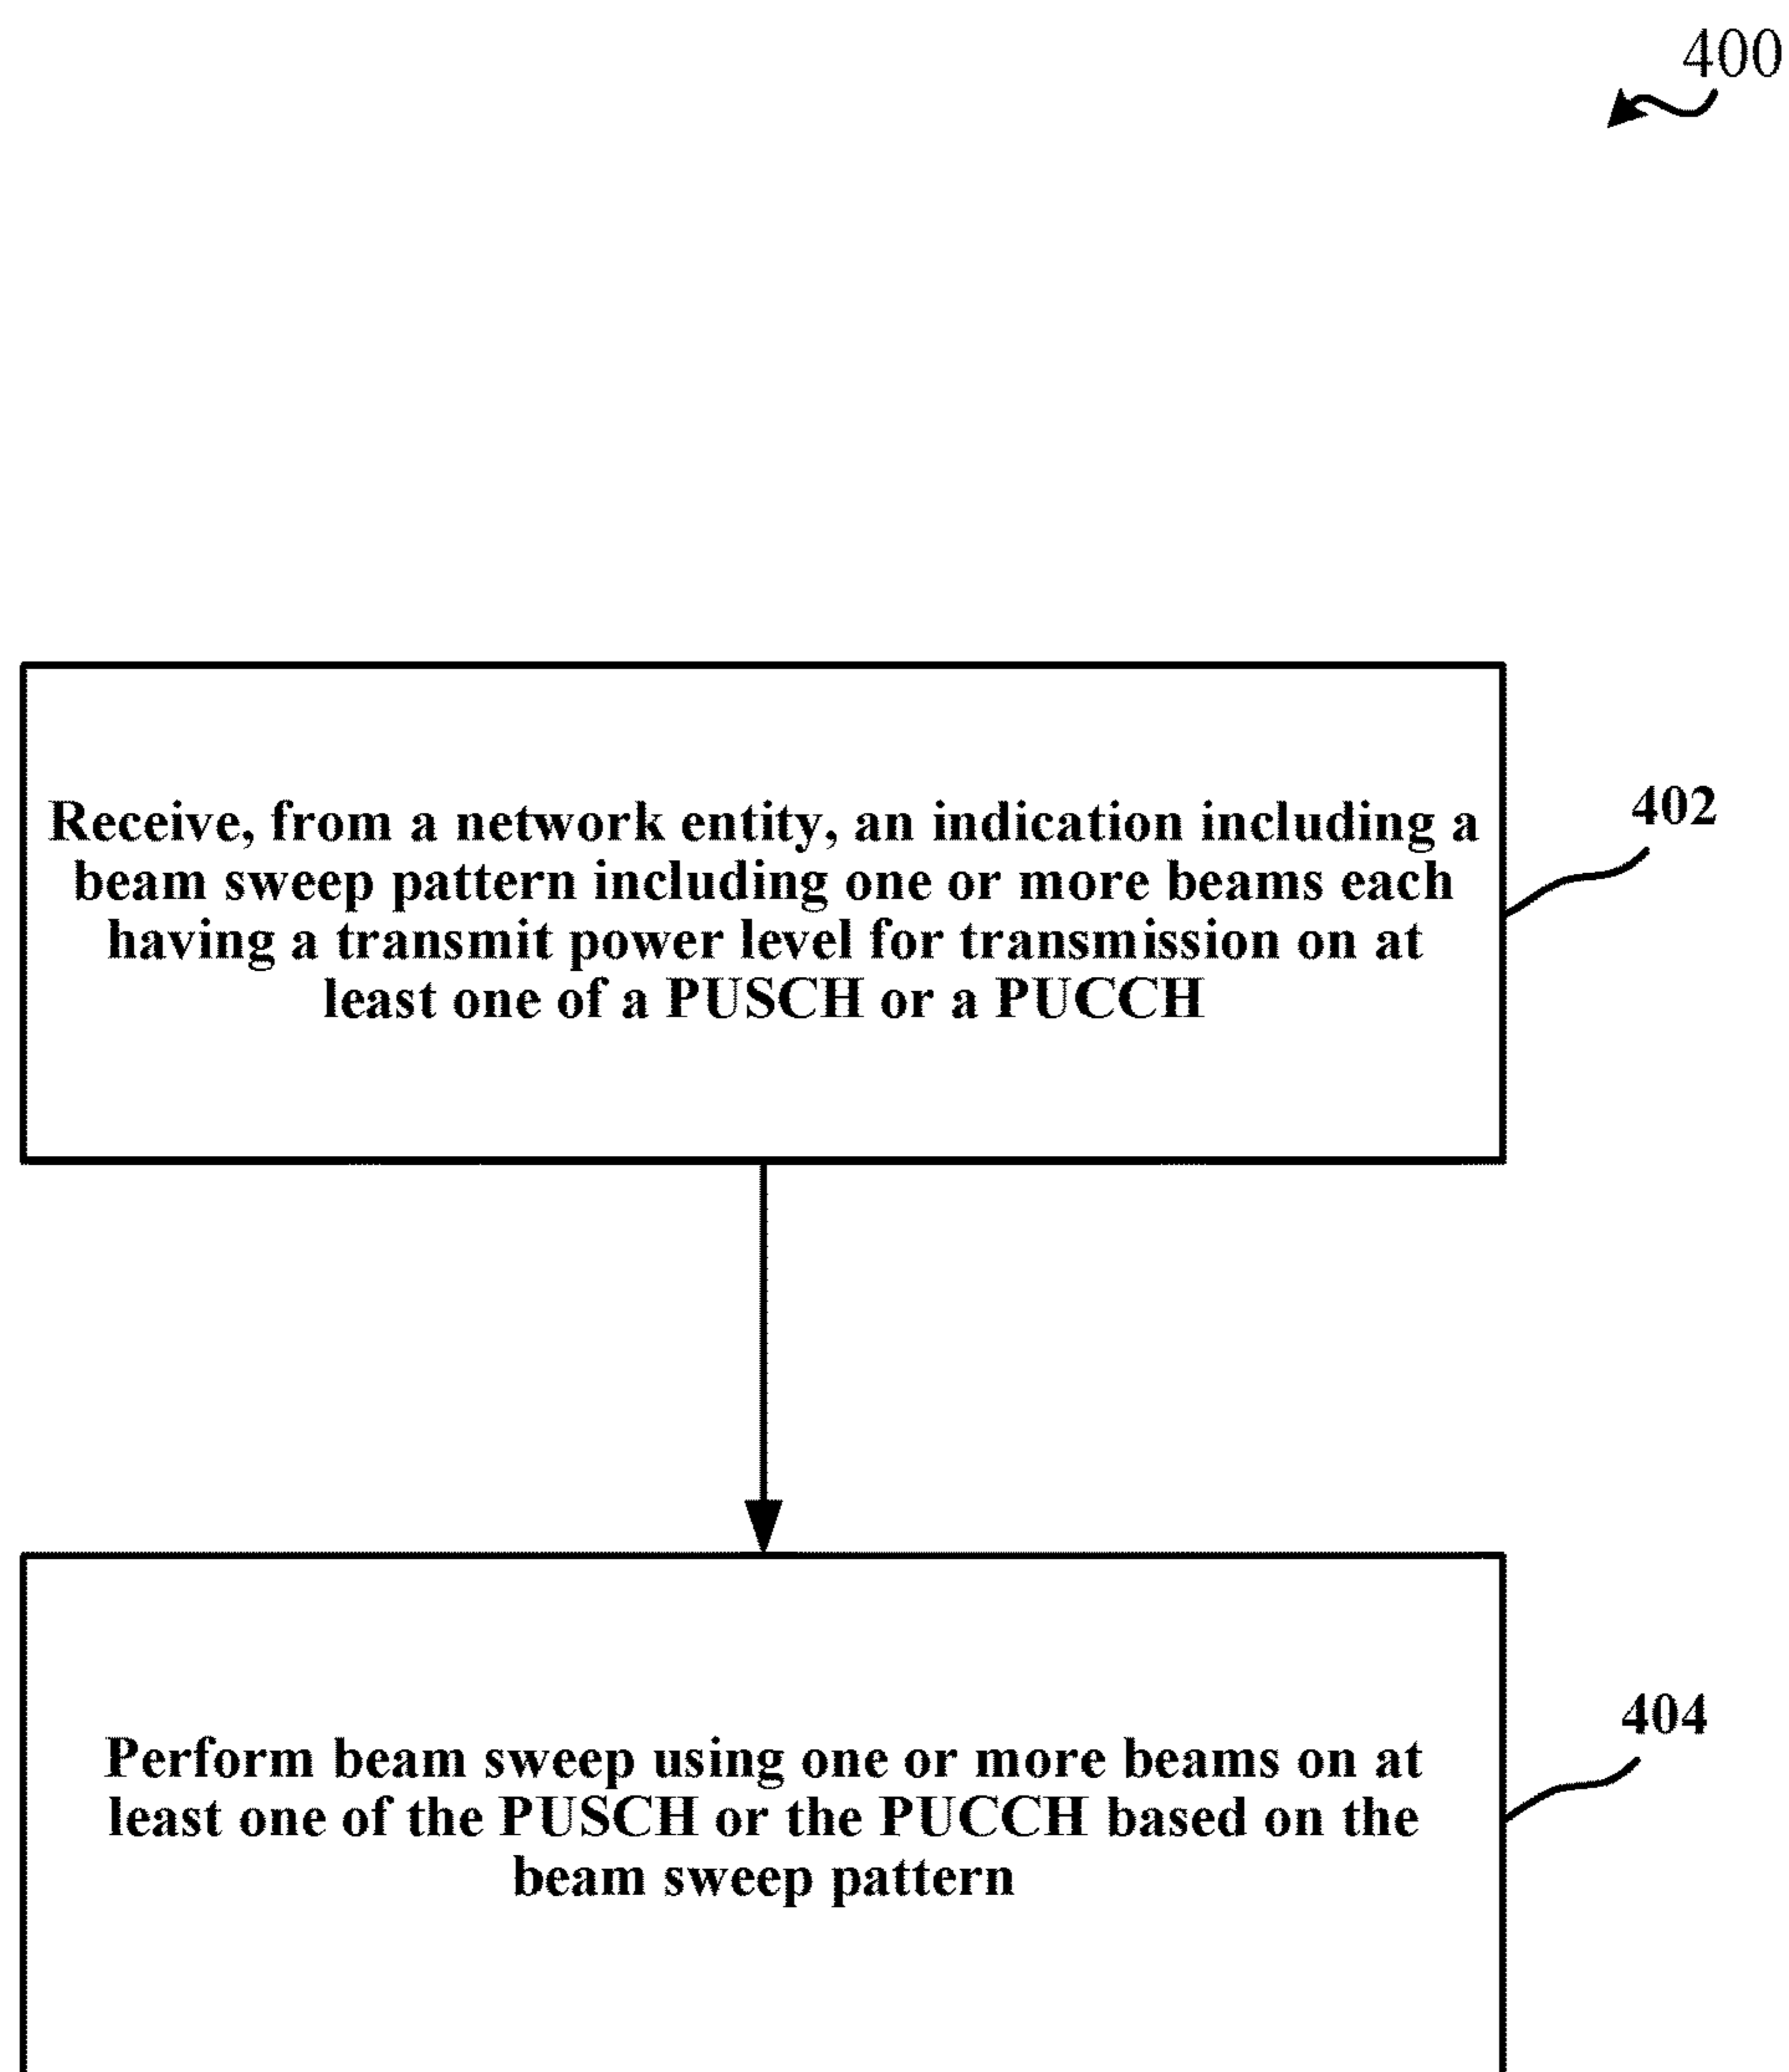 400
Receive, from a network entity, an indication including a
beam sweep pattern including one or more beams each
having a transmit power level for transmission on at
least one of a PUSCH or a PUCCH
402
Perform beam sweep using one or more beams on at
least one of the PUSCH or the PUCCH based on the
beam sweep pattern
404